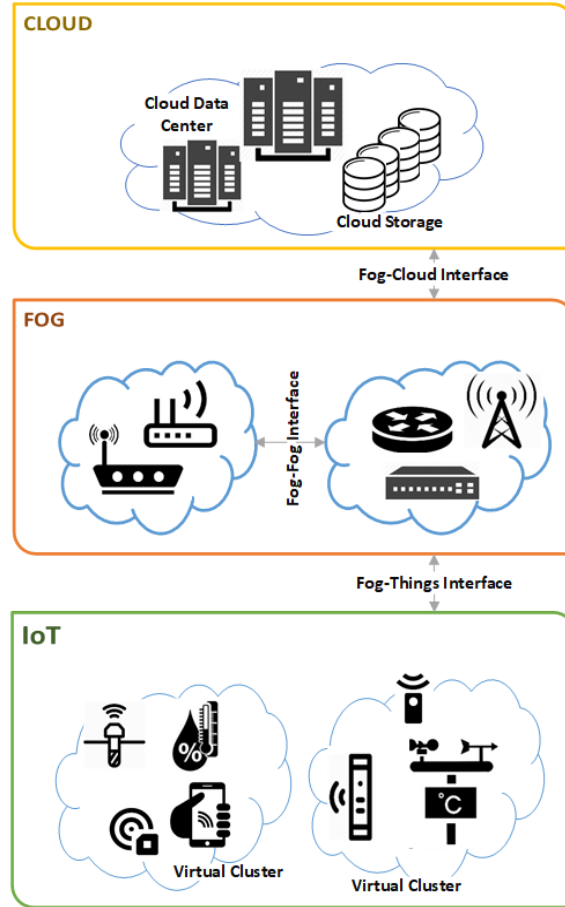 CLOUD
Cloud Data
Center
Cloud Storage
Fog-Cloud Interface
FOG
Fog-Fog Interface
Fog-Things Interface
IoT
%
°C
Virtual Cluster
Virtual Cluster